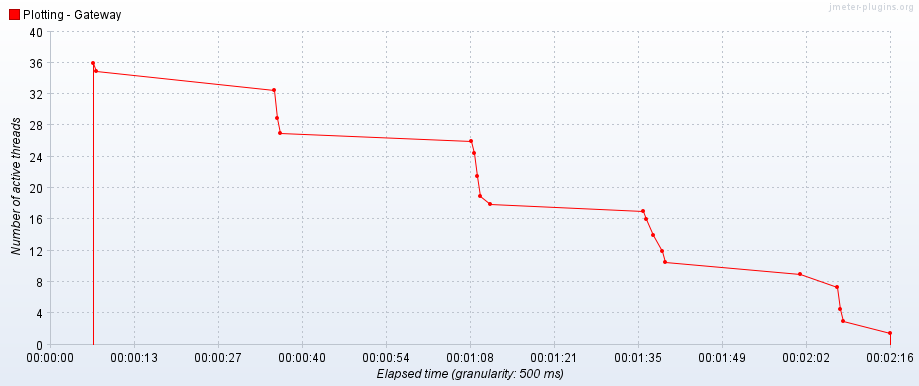 jmeter-plugins.org
Plotting - Gateway
40
36
32
28
24
20
16
12
8
4
0
Number of active threads
00:00:00 00:00:13 00:00:27 00:00:40 00:00:54 00:01:08 00:01:21 00:01:35 00:01:49 00:02:02 00:02:16
Elapsed time (granularity: 500 ms)